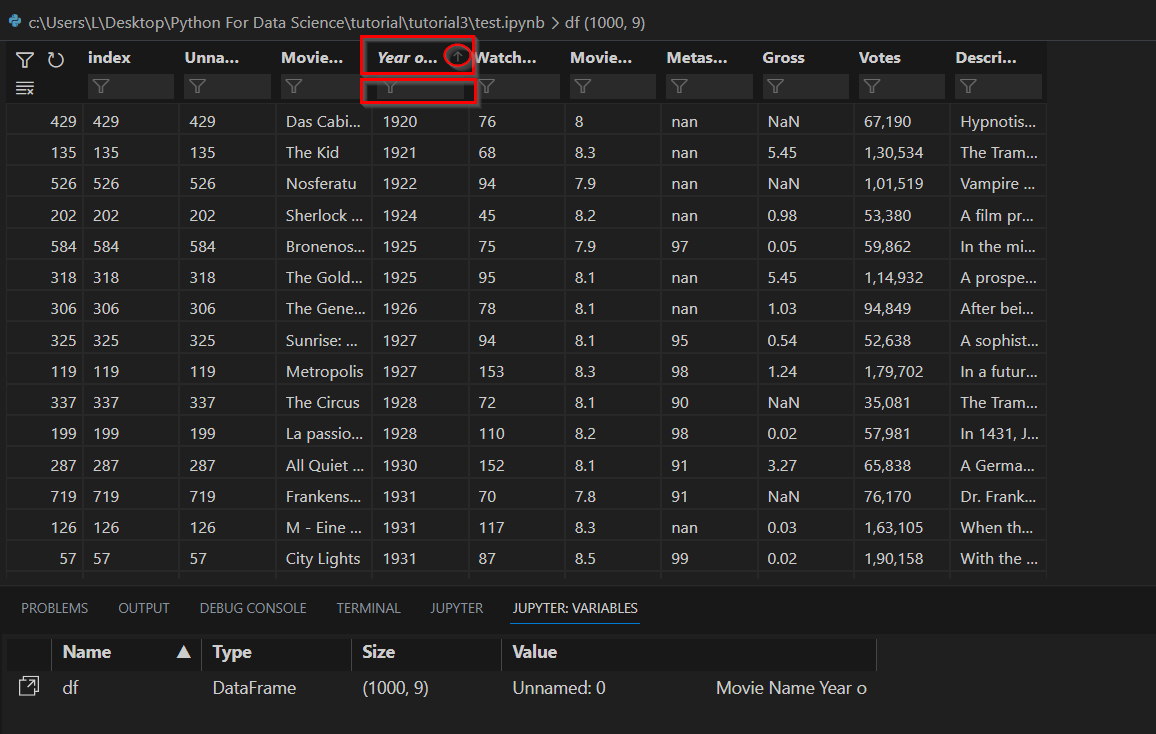 c:\Users\L\Desktop\Python For Data Science\tutorial\tutorial3\test.ipynb > df (1000, 9)
index Unna... Movie... Year o... Watch... Movie... Metas... Gross Votes Descri...
429 429 429 Das Cabi... 1920 76 8 nan NaN 67,190 Hypnotis...
135 135 135 The Kid 1921 68 8.3 nan 5.45 1,30,534 The Tram...
526 526 526 Nosferatu 1922 94 7.9 nan NaN 1,01,519 Vampire ...
202 202 202 Sherlock ... 1924 45 8.2 nan 0.98 53,380 A film pr...
584 584 584 Bronenos... 1925 75 7.9 97 0.05 59,862 In the mi...
318 318 318 The Gold... 1925 95 8.1 nan 5.45 1,14,932 A prospe...
306 306 306 The Gene... 1926 78 8.1 nan 1.03 94,849 After bei...
325 325 325 Sunrise: ... 1927 94 8.1 95 0.54 52,638 A sophist...
119 119 119 Metropolis 1927 153 8.3 98 1.24 1,79,702 In a futur...
337 337 337 The Circus 1928 72 8.1 90 NaN 35,081 The Tram...
199 199 199 La passio... 1928 110 8.2 98 0.02 57,981 In 1431, J...
287 287 287 All Quiet ... 1930 152 8.1 91 3.27 65,838 A Germa...
719 719 719 Frankens... 1931 70 7.8 91 NaN 76,170 Dr. Frank...
126 126 126 M - Eine ... 1931 117 8.3 nan 0.03 1,63,105 When th...
57 57 57 City Lights 1931 87 8.5 99 0.02 1,90,158 With the ...
PROBLEMS OUTPUT DEBUG CONSOLE TERMINAL JUPYTER JUPYTER: VARIABLES
Name Type Size Value
df DataFrame (1000, 9) Unnamed: 0 Movie Name Year o